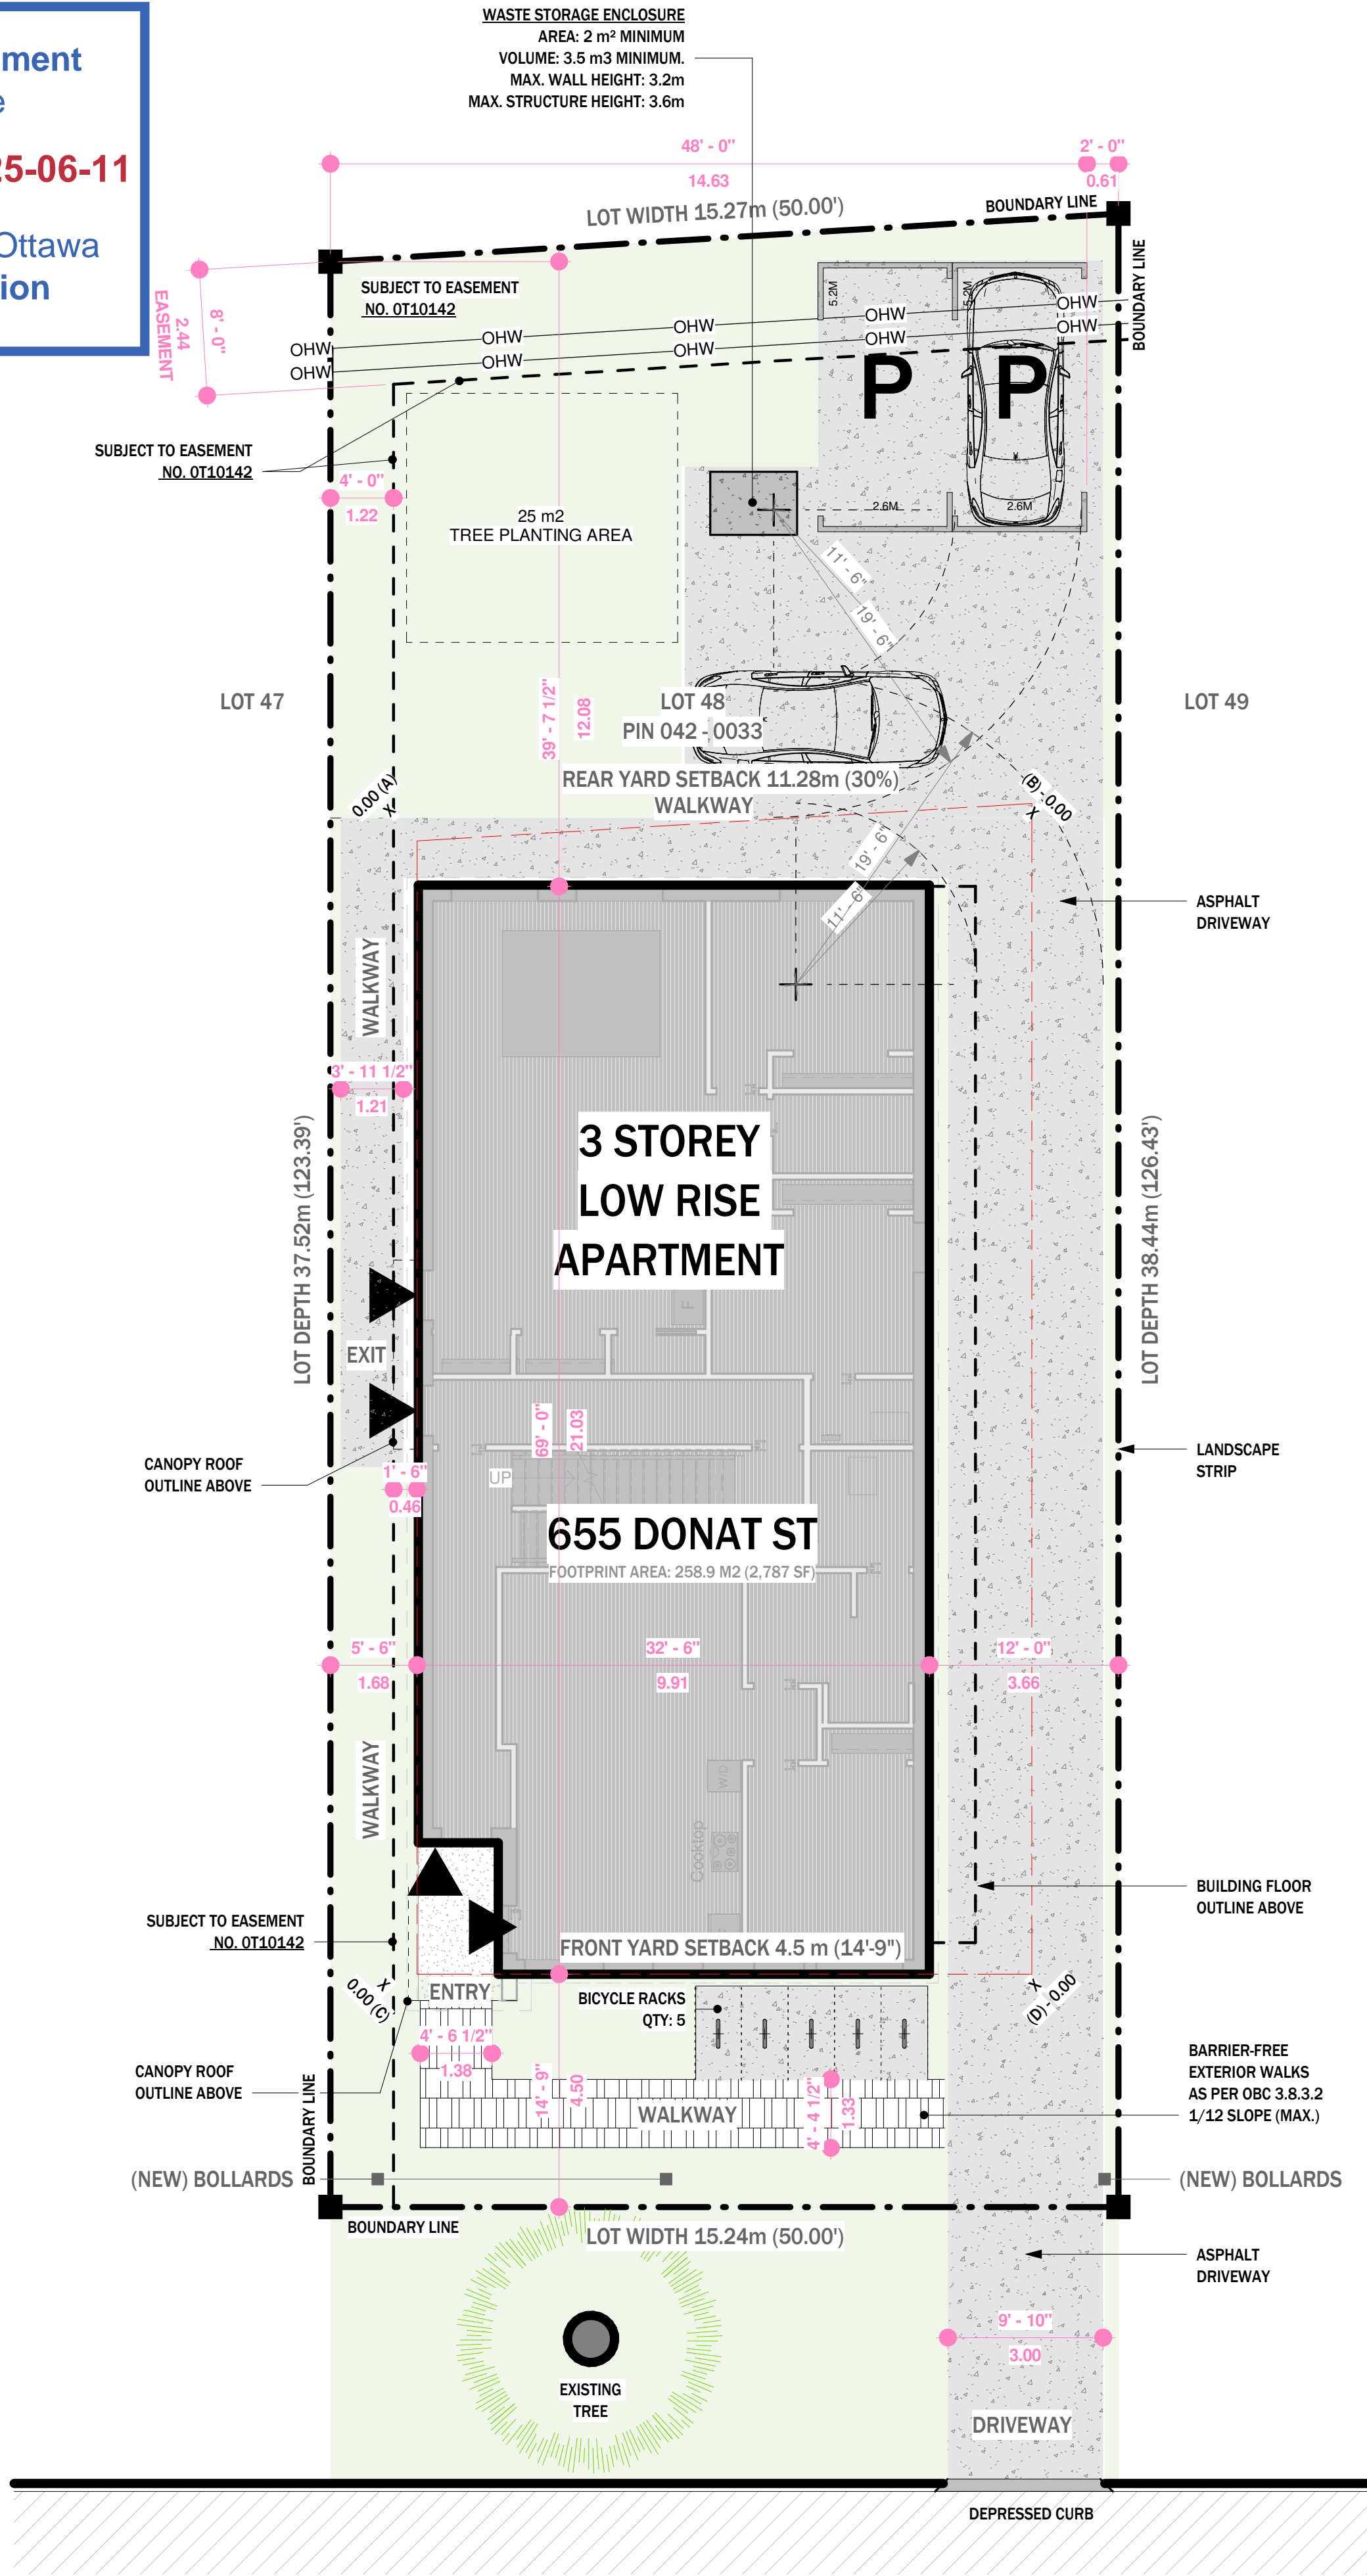 ment
e
25-06-11
Ottawa
ion
WASTE STORAGE ENCLOSURE
AREA: 2 m² MINIMUM
VOLUME: 3.5 m3 MINIMUM.
MAX. WALL HEIGHT: 3.2m
MAX. STRUCTURE HEIGHT: 3.6m
48' - 0"
14.63
2' - 0"
0.61
LOT WIDTH 15.27m (50.00')
BOUNDARY LINE
BOUNDARY LINE
8' - 0"
2.44
EASEMENT
SUBJECT TO EASEMENT
NO. 0T10142
OHW
OHW
OHW
OHW
OHW
OHW
OHW
OHW
OHW
OHW
5.2M
5.2M
P
P
2.6M
2.6M
SUBJECT TO EASEMENT
NO. 0T10142
4' - 0"
1.22
25 m2
TREE PLANTING AREA
11' - 6"
19' - 6"
LOT 47
LOT 48
PIN 042 - 0033
LOT 49
39' - 7 1/2"
12.08
REAR YARD SETBACK 11.28m (30%)
WALKWAY
0.00 (A)
X
(B) - 0.00
X
19' - 6"
11' - 6"
ASPHALT
DRIVEWAY
WALKWAY
3' - 11 1/2"
1.21
LOT DEPTH 37.52m (123.39')
LOT DEPTH 38.44m (126.43')
3 STOREY
LOW RISE
APARTMENT
F
EXIT
69' - 0"
21.03
CANOPY ROOF
OUTLINE ABOVE
LANDSCAPE
STRIP
1' - 6"
0.46
UP
655 DONAT ST
FOOTPRINT AREA: 258.9 M2 (2,787 SF)
5' - 6"
1.68
32' - 6"
9.91
12' - 0"
3.66
WALKWAY
W/D
Cooktop
BUILDING FLOOR
OUTLINE ABOVE
SUBJECT TO EASEMENT
NO. 0T10142
FRONT YARD SETBACK 4.5 m (14'-9")
X
0.00 (C)
ENTRY
BICYCLE RACKS
QTY: 5
X
(D) - 0.00
4' - 6 1/2"
1.38
CANOPY ROOF
OUTLINE ABOVE
BARRIER-FREE
EXTERIOR WALKS
AS PER OBC 3.8.3.2
1/12 SLOPE (MAX.)
BOUNDARY LINE
14' - 9"
4.50
WALKWAY
4' - 4 1/2"
1.33
(NEW) BOLLARDS
(NEW) BOLLARDS
BOUNDARY LINE
LOT WIDTH 15.24m (50.00')
ASPHALT
DRIVEWAY
9' - 10"
3.00
EXISTING
TREE
DRIVEWAY
DEPRESSED CURB